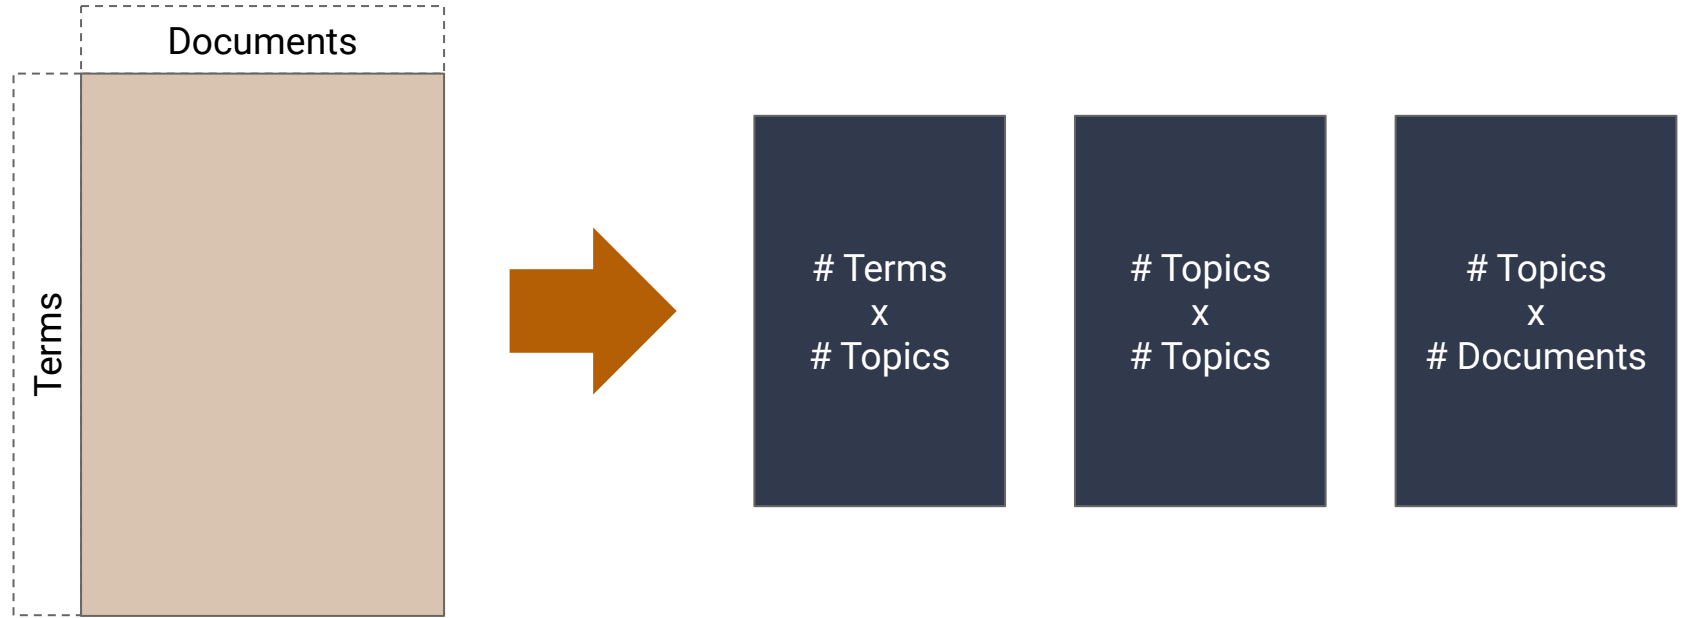 Documents
Terms
# Terms
x
# Topics
# Topics
x
# Topics
# Topics
x
# Documents